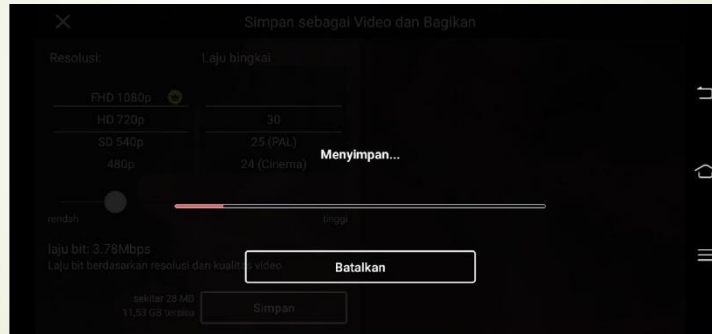 Simpan sebagai Video dan Bagikan
Resolusi: Laju bingkai
FHD 1080p
HD 720p 30
SD 540p 25 (PAL)
480p 24 (Cinema)
Menyimpan...
rendah tinggi
laju bit: 3.78Mbps
Laju bit berdasarkan resolusi dan kualitas video
Batalkan
sekitar 28 MB
11,53 GB tersisa
Simpan